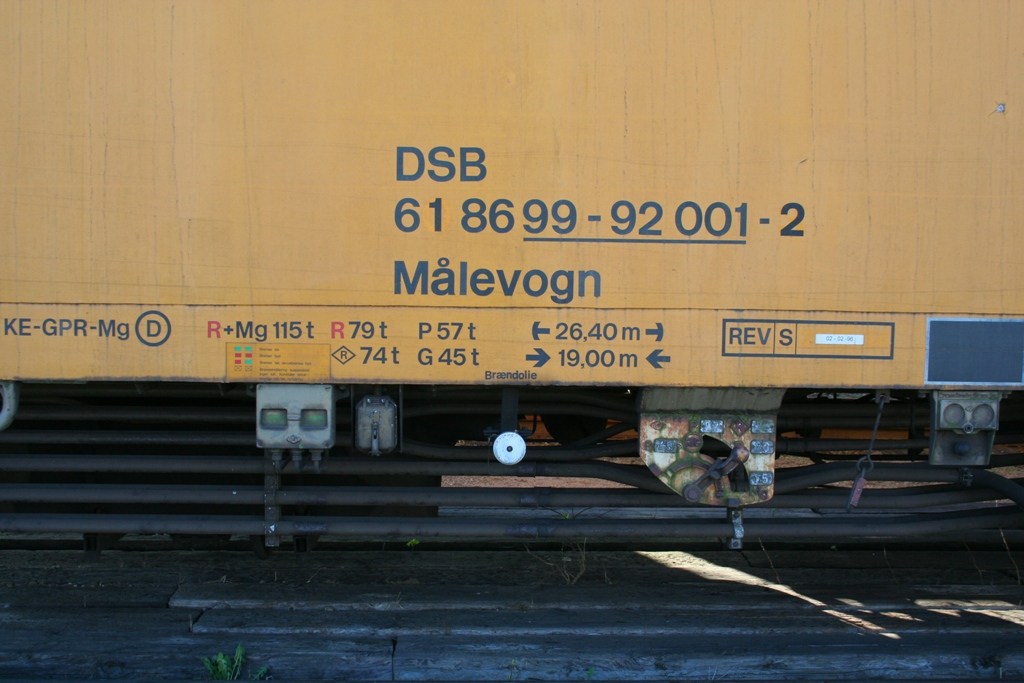 DSB
61 86 99 - 92 001 - 2
Målevogn
KE-GPR-Mg D R+Mg 115 t R 79 t P 57 t ← 26,40 m → REV S 02-02-96
R 74 t G 45 t → 19,00 m ←
Brændolie